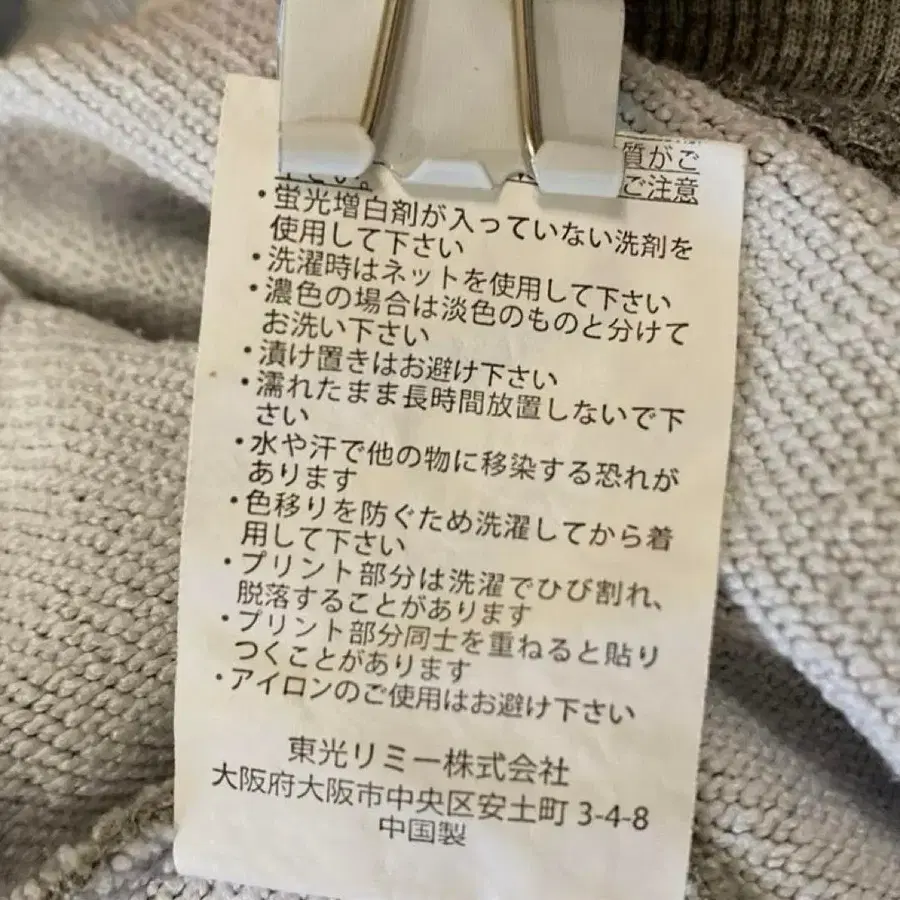 質がご
下さい。
ご注意
・蛍光増白剤が入っていない洗剤を
使用して下さい
・洗濯時はネットを使用して下さい
・濃色の場合は淡色のものと分けて
お洗い下さい
・漬け置きはお避け下さい
・濡れたまま長時間放置しないで下
さい
・水や汗で他の物に移染する恐れが
あります
・色移りを防ぐため洗濯してから着
用して下さい
・プリント部分は洗濯でひび割れ、
脱落することがあります
・プリント部分同士を重ねると貼り
つくことがあります
・アイロンのご使用はお避け下さい
東光リミー株式会社
大阪府大阪市中央区安土町 3-4-8
中国製